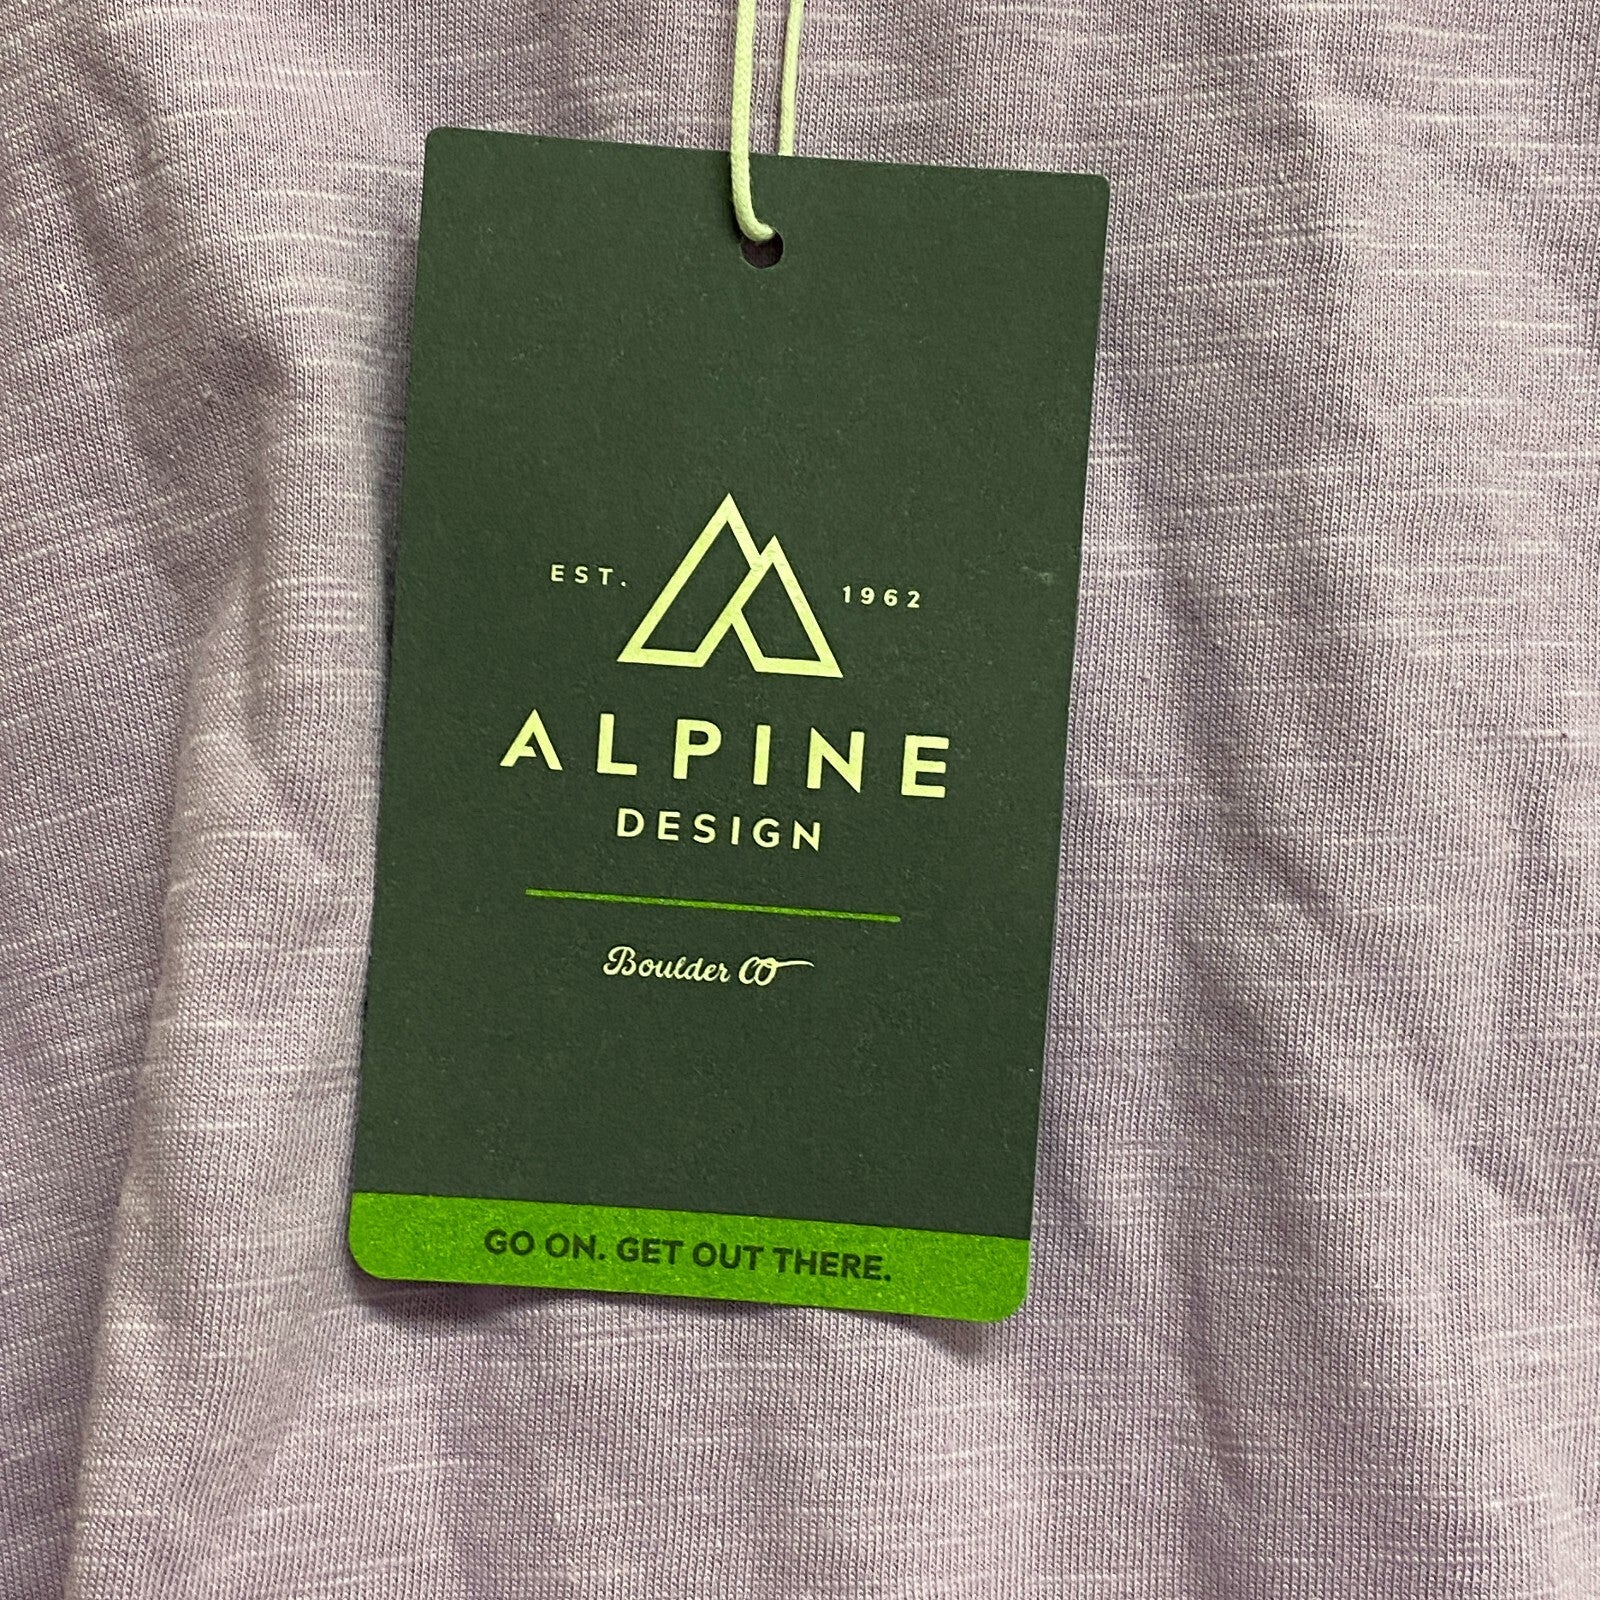 EST. 1962
ALPINE
DESIGN
Boulder CO
GO ON. GET OUT THERE.